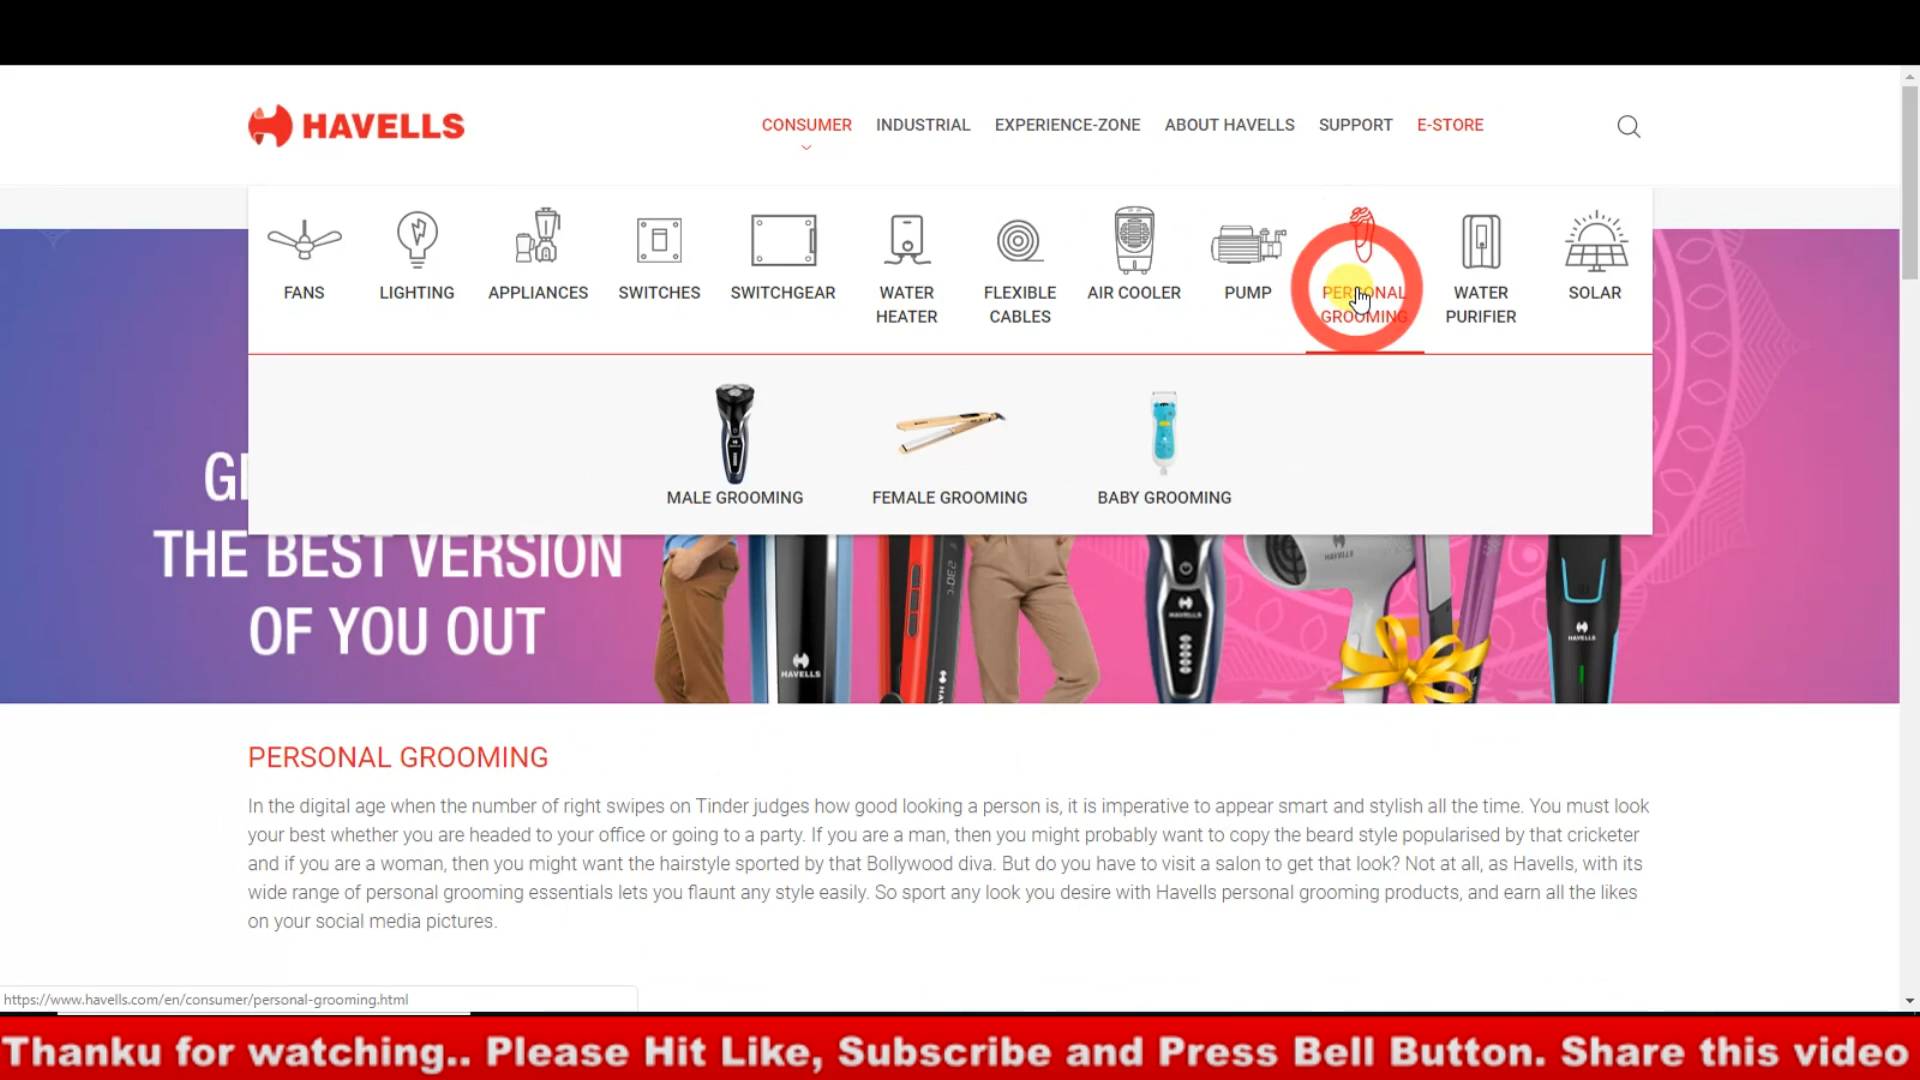 HAVELLS
CONSUMER INDUSTRIAL EXPERIENCE-ZONE ABOUT HAVELLS SUPPORT E-STORE
FANS LIGHTING APPLIANCES SWITCHES SWITCHGEAR WATER HEATER FLEXIBLE CABLES AIR COOLER PUMP PERSONAL GROOMING WATER PURIFIER SOLAR
MALE GROOMING FEMALE GROOMING BABY GROOMING
THE BEST VERSION
OF YOU OUT
230°C
HAVELLS
HAVELLS
HAVELLS
HAVELLS
PERSONAL GROOMING
In the digital age when the number of right swipes on Tinder judges how good looking a person is, it is imperative to appear smart and stylish all the time. You must look
your best whether you are headed to your office or going to a party. If you are a man, then you might probably want to copy the beard style popularised by that cricketer
and if you are a woman, then you might want the hairstyle sported by that Bollywood diva. But do you have to visit a salon to get that look? Not at all, as Havells, with its
wide range of personal grooming essentials lets you flaunt any style easily. So sport any look you desire with Havells personal grooming products, and earn all the likes
on your social media pictures.
https://www.havells.com/en/consumer/personal-grooming.html
Thanku for watching.. Please Hit Like, Subscribe and Press Bell Button. Share this video